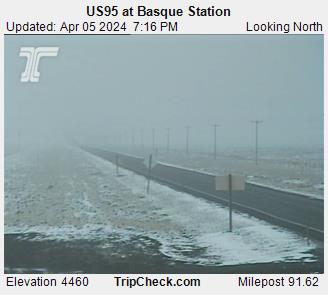 US95 at Basque Station
Updated: Apr 05 2024 7:16 PM Looking North
Elevation 4460 TripCheck.com Milepost 91.62